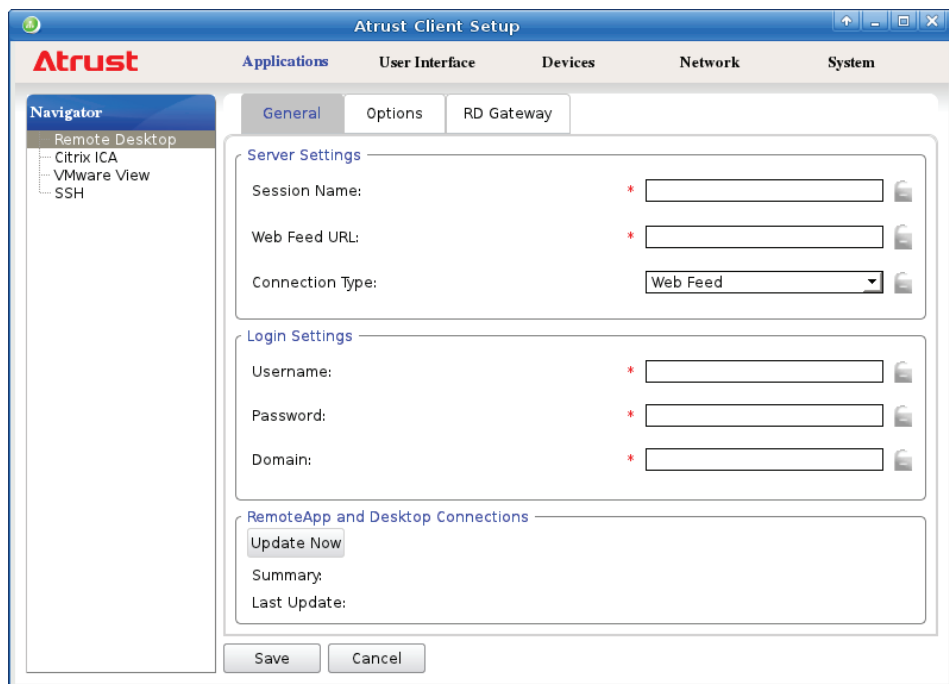 Atrust Client Setup
Atrust
Applications
User Interface
Devices
Network
System
Navigator
Remote Desktop
Citrix ICA
VMware View
SSH
General
Options
RD Gateway
Server Settings
Session Name: *
Web Feed URL: *
Connection Type: Web Feed
Login Settings
Username: *
Password: *
Domain: *
RemoteApp and Desktop Connections
Update Now
Summary:
Last Update:
Save
Cancel